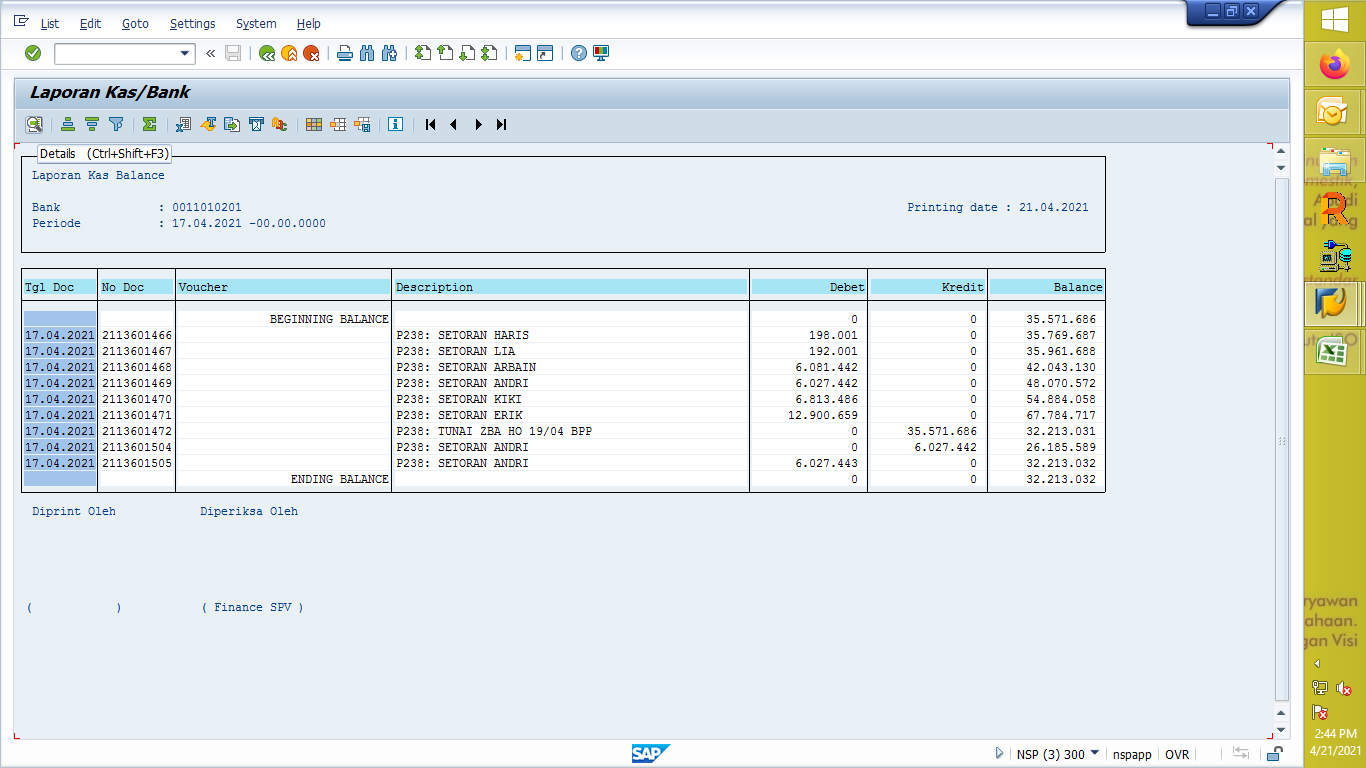 List Edit Goto Settings System Help
Laporan Kas/Bank
Details (Ctrl+Shift+F3)
Laporan Kas Balance
Bank : 0011010201 Printing date : 21.04.2021
Periode : 17.04.2021 -00.00.0000
Tgl Doc No Doc Voucher Description Debet Kredit Balance
BEGINNING BALANCE 0 0 35.571.686
17.04.2021 2113601466 P238: SETORAN HARIS 198.001 0 35.769.687
17.04.2021 2113601467 P238: SETORAN LIA 192.001 0 35.961.688
17.04.2021 2113601468 P238: SETORAN ARBAIN 6.081.442 0 42.043.130
17.04.2021 2113601469 P238: SETORAN ANDRI 6.027.442 0 48.070.572
17.04.2021 2113601470 P238: SETORAN KIKI 6.813.486 0 54.884.058
17.04.2021 2113601471 P238: SETORAN ERIK 12.900.659 0 67.784.717
17.04.2021 2113601472 P238: TUNAI ZBA HO 19/04 BPP 0 35.571.686 32.213.031
17.04.2021 2113601504 P238: SETORAN ANDRI 0 6.027.442 26.185.589
17.04.2021 2113601505 P238: SETORAN ANDRI 6.027.443 0 32.213.032
ENDING BALANCE 0 0 32.213.032
Diprint Oleh Diperiksa Oleh
( ) ( Finance SPV )
SAP
NSP (3) 300 nspapp OVR
ryawan
ahaan.
gan Visi
2:44 PM
4/21/2021